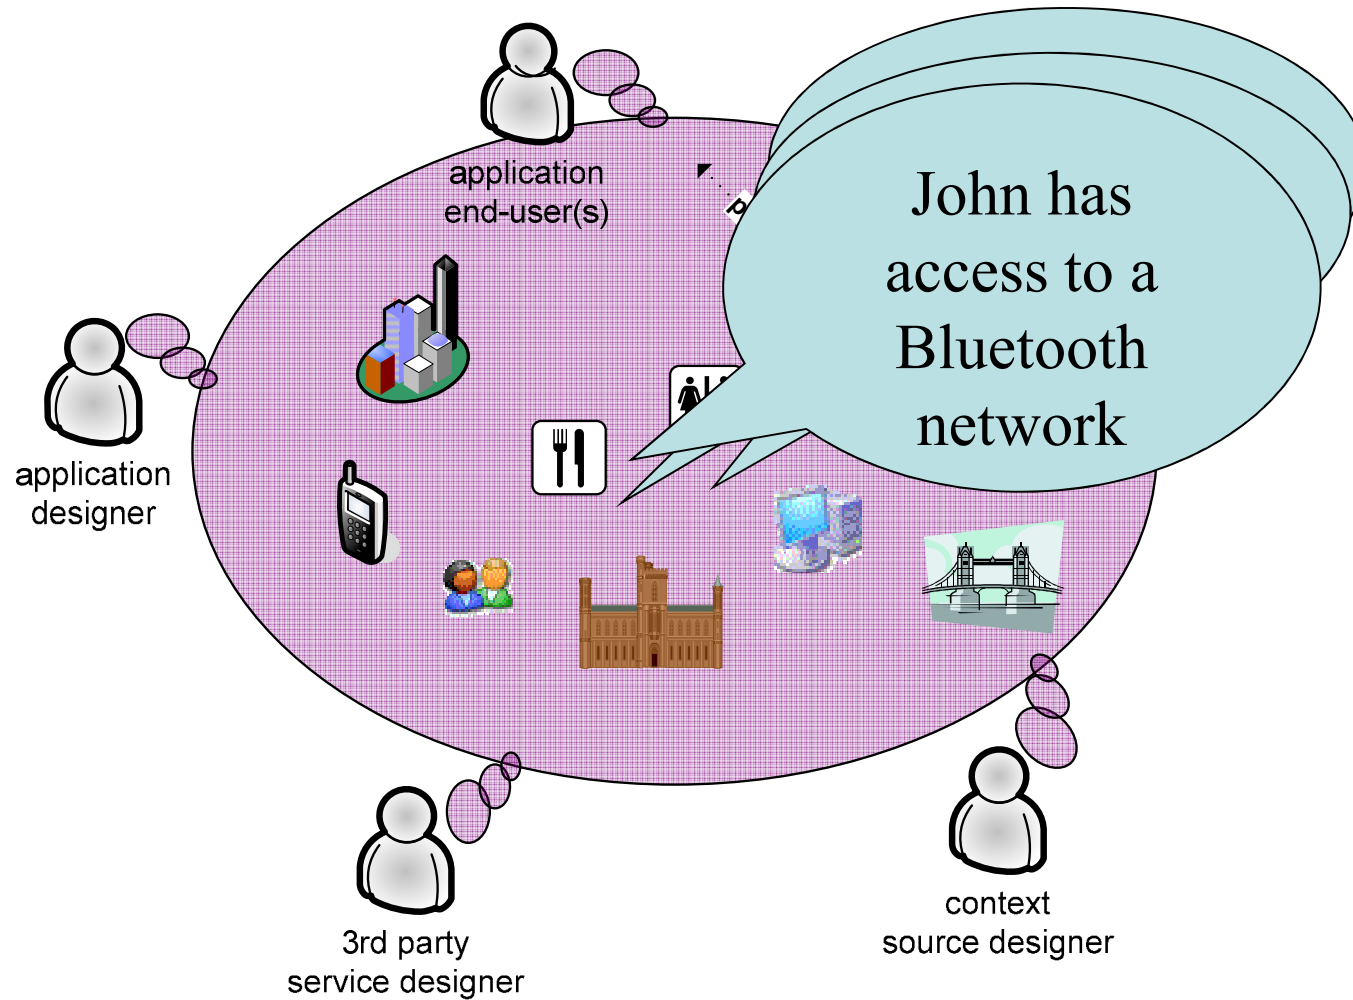 application
end-user(s)
John has
access to a
Bluetooth
network
application
designer
3rd party
service designer
context
source designer